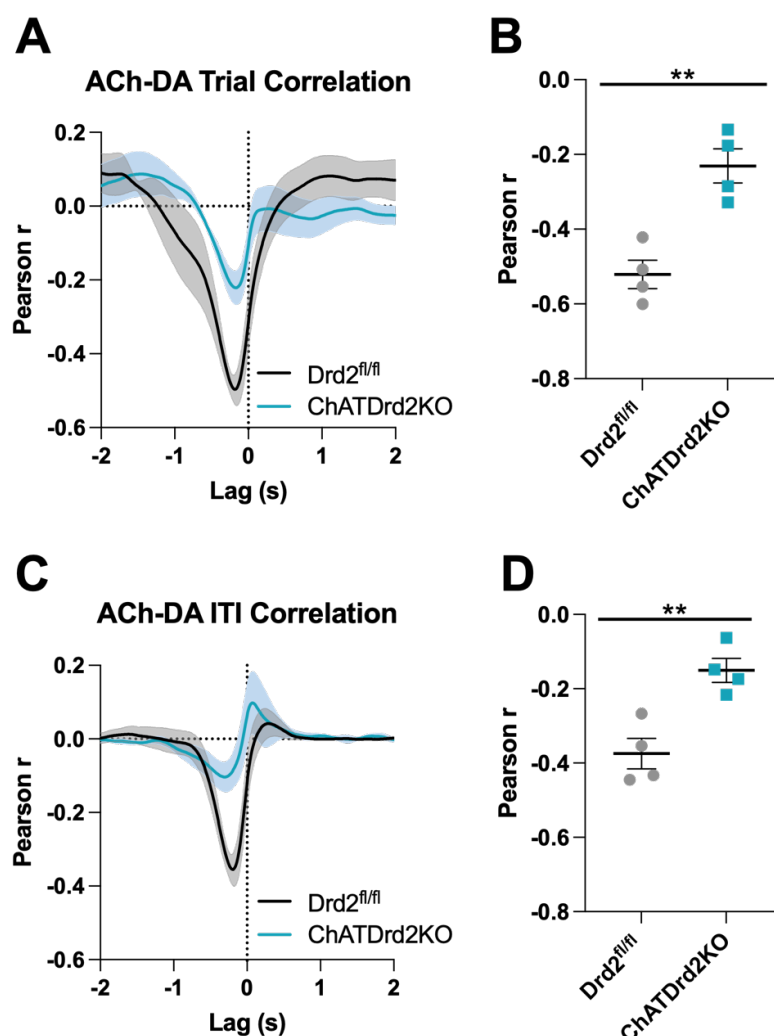 A
ACh-DA Trial Correlation
0.2
0.0
-0.2
-0.4
-0.6
Pearson r
-2
-1
0
1
2
Lag (s)
Drd2fl/fl
ChATDrd2KO
B
**
0.0
-0.2
-0.4
-0.6
-0.8
Pearson r
Drd2fl/fl
ChATDrd2KO
C
ACh-DA ITI Correlation
0.2
0.0
-0.2
-0.4
-0.6
Pearson r
-2
-1
0
1
2
Lag (s)
Drd2fl/fl
ChATDrd2KO
D
**
0.0
-0.2
-0.4
-0.6
-0.8
Pearson r
Drd2fl/fl
ChATDrd2KO